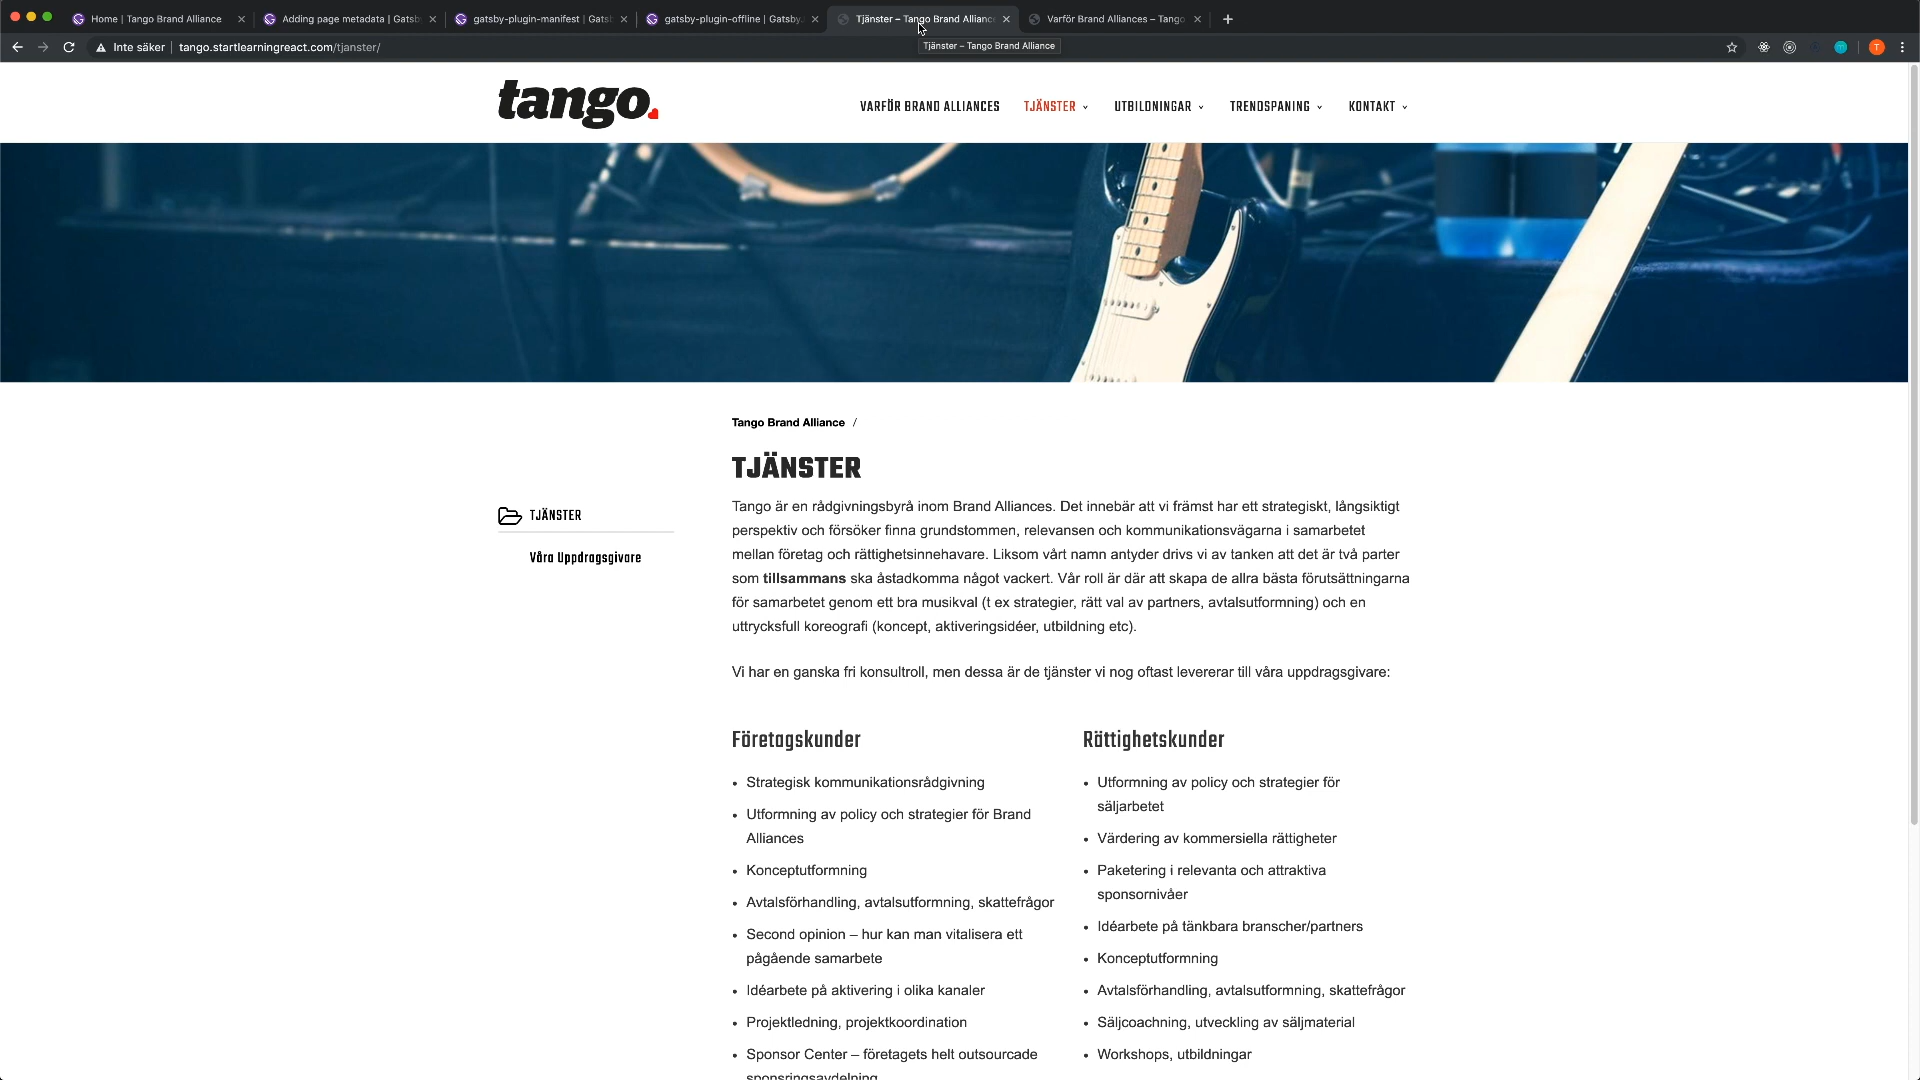 Home | Tango Brand Alliance
Adding page metadata | Gatsby
gatsby-plugin-manifest | Gats
gatsby-plugin-offline | Gatsby
Tjänster – Tango Brand Alliance
Varför Brand Alliances – Tango
Inte säker
tango.startlearningreact.com/tjanster/
Tjänster – Tango Brand Alliance
T
tango.
VARFÖR BRAND ALLIANCES
TJÄNSTER
UTBILDNINGAR
TRENDSPANING
KONTAKT
Tango Brand Alliance /
TJÄNSTER
TJÄNSTER
Våra Uppdragsgivare
Tango är en rådgivningsbyrå inom Brand Alliances. Det innebär att vi främst har ett strategiskt, långsiktigt
perspektiv och försöker finna grundstommen, relevansen och kommunikationsvägarna i samarbetet
mellan företag och rättighetsinnehavare. Liksom vårt namn antyder drivs vi av tanken att det är två parter
som tillsammans ska åstadkomma något vackert. Vår roll är där att skapa de allra bästa förutsättningarna
för samarbetet genom ett bra musikval (t ex strategier, rätt val av partners, avtalsutformning) och en
uttrycksfull koreografi (koncept, aktiveringsidéer, utbildning etc).
Vi har en ganska fri konsultroll, men dessa är de tjänster vi nog oftast levererar till våra uppdragsgivare:
Företagskunder
• Strategisk kommunikationsrådgivning
• Utformning av policy och strategier för Brand
Alliances
• Konceptutformning
• Avtalsförhandling, avtalsutformning, skattefrågor
• Second opinion – hur kan man vitalisera ett
pågående samarbete
• Idéarbete på aktivering i olika kanaler
• Projektledning, projektkoordination
• Sponsor Center – företagets helt outsourcade
sponsringsavdelning
Rättighetskunder
• Utformning av policy och strategier för
säljarbetet
• Värdering av kommersiella rättigheter
• Paketering i relevanta och attraktiva
sponsornivåer
• Idéarbete på tänkbara branscher/partners
• Konceptutformning
• Avtalsförhandling, avtalsutformning, skattefrågor
• Säljcoachning, utveckling av säljmaterial
• Workshops, utbildningar